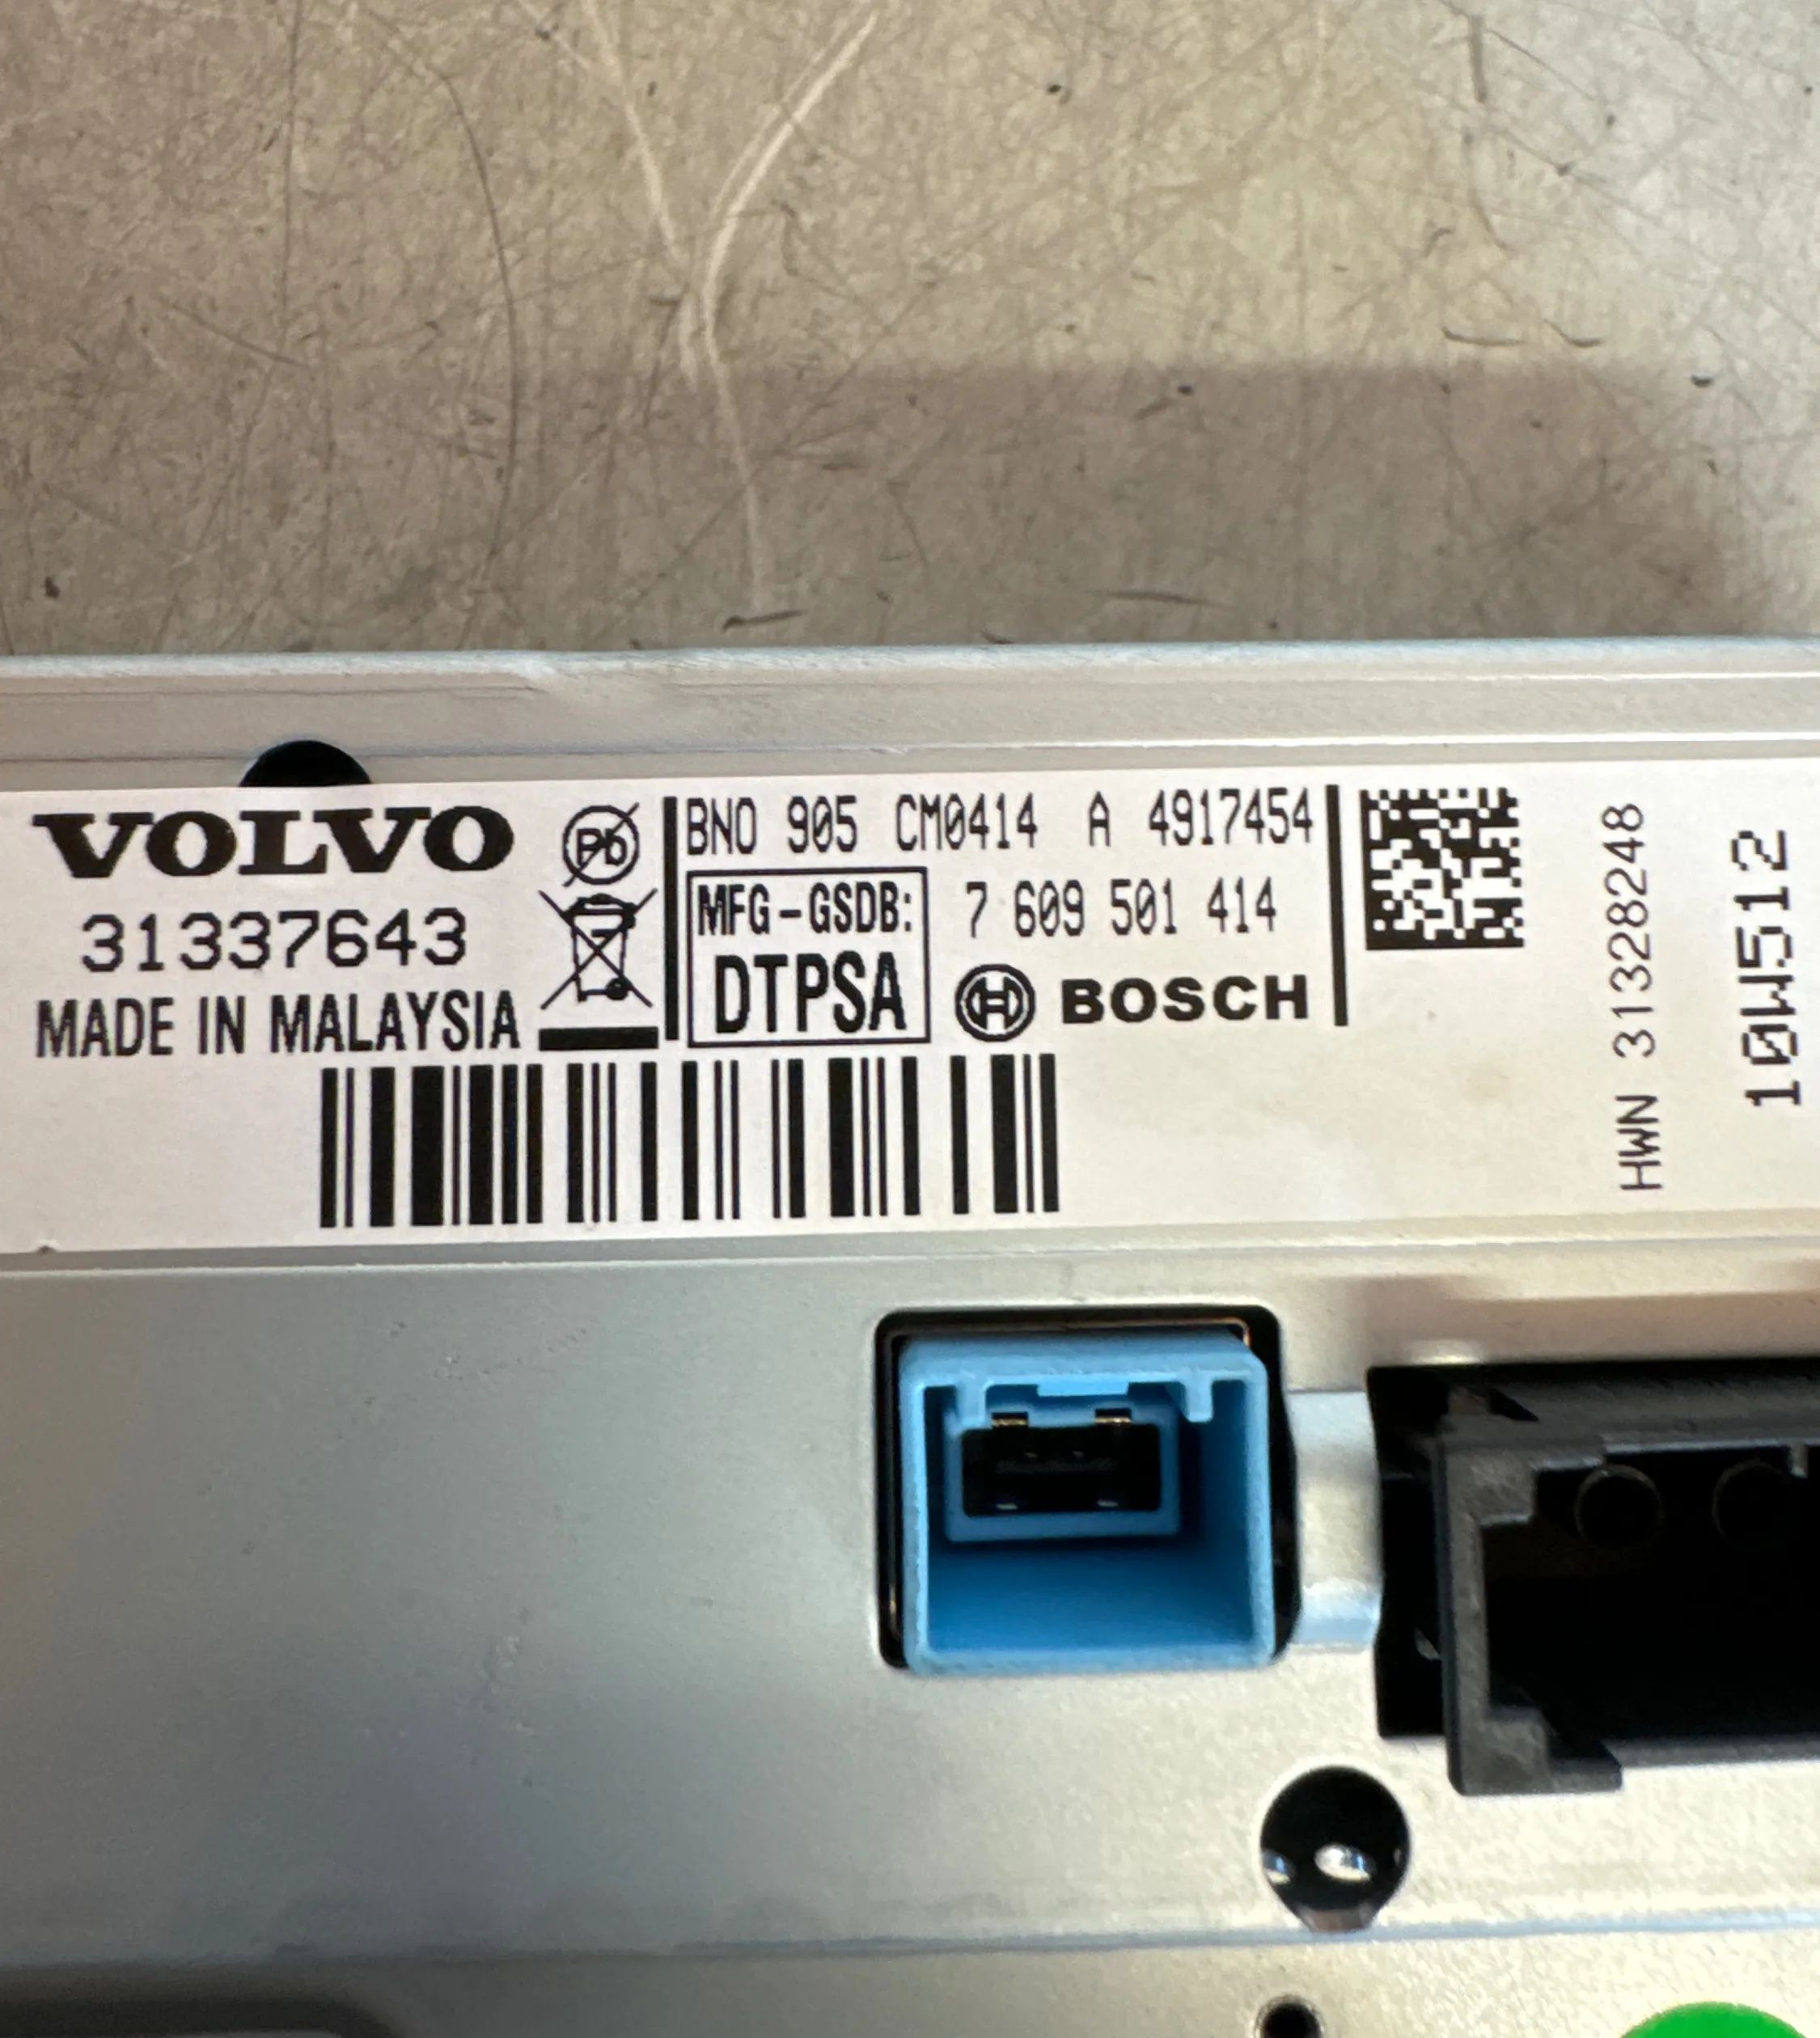 VOLVO
31337643
MADE IN MALAYSIA
Pb
BNO 905 CM0414 A 4917454
MFG-GSDB:
DTPSA
7 609 501 414
BOSCH
HWN 31328248
10W512